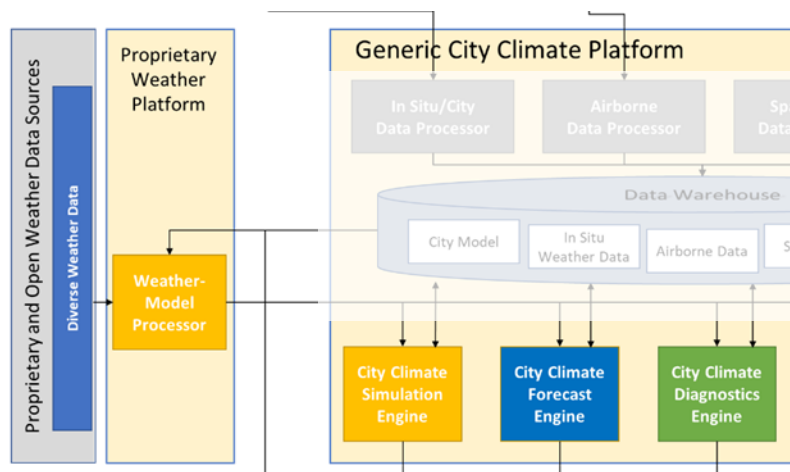 Proprietary and Open Weather Data Sources
Diverse Weather Data
Proprietary
Weather
Platform
Weather-
Model
Processor
Generic City Climate Platform
In Situ/City
Data Processor
Airborne
Data Processor
Data Warehouse
City Model
In Situ
Weather Data
Airborne Data
City Climate
Simulation
Engine
City Climate
Forecast
Engine
City Climate
Diagnostics
Engine